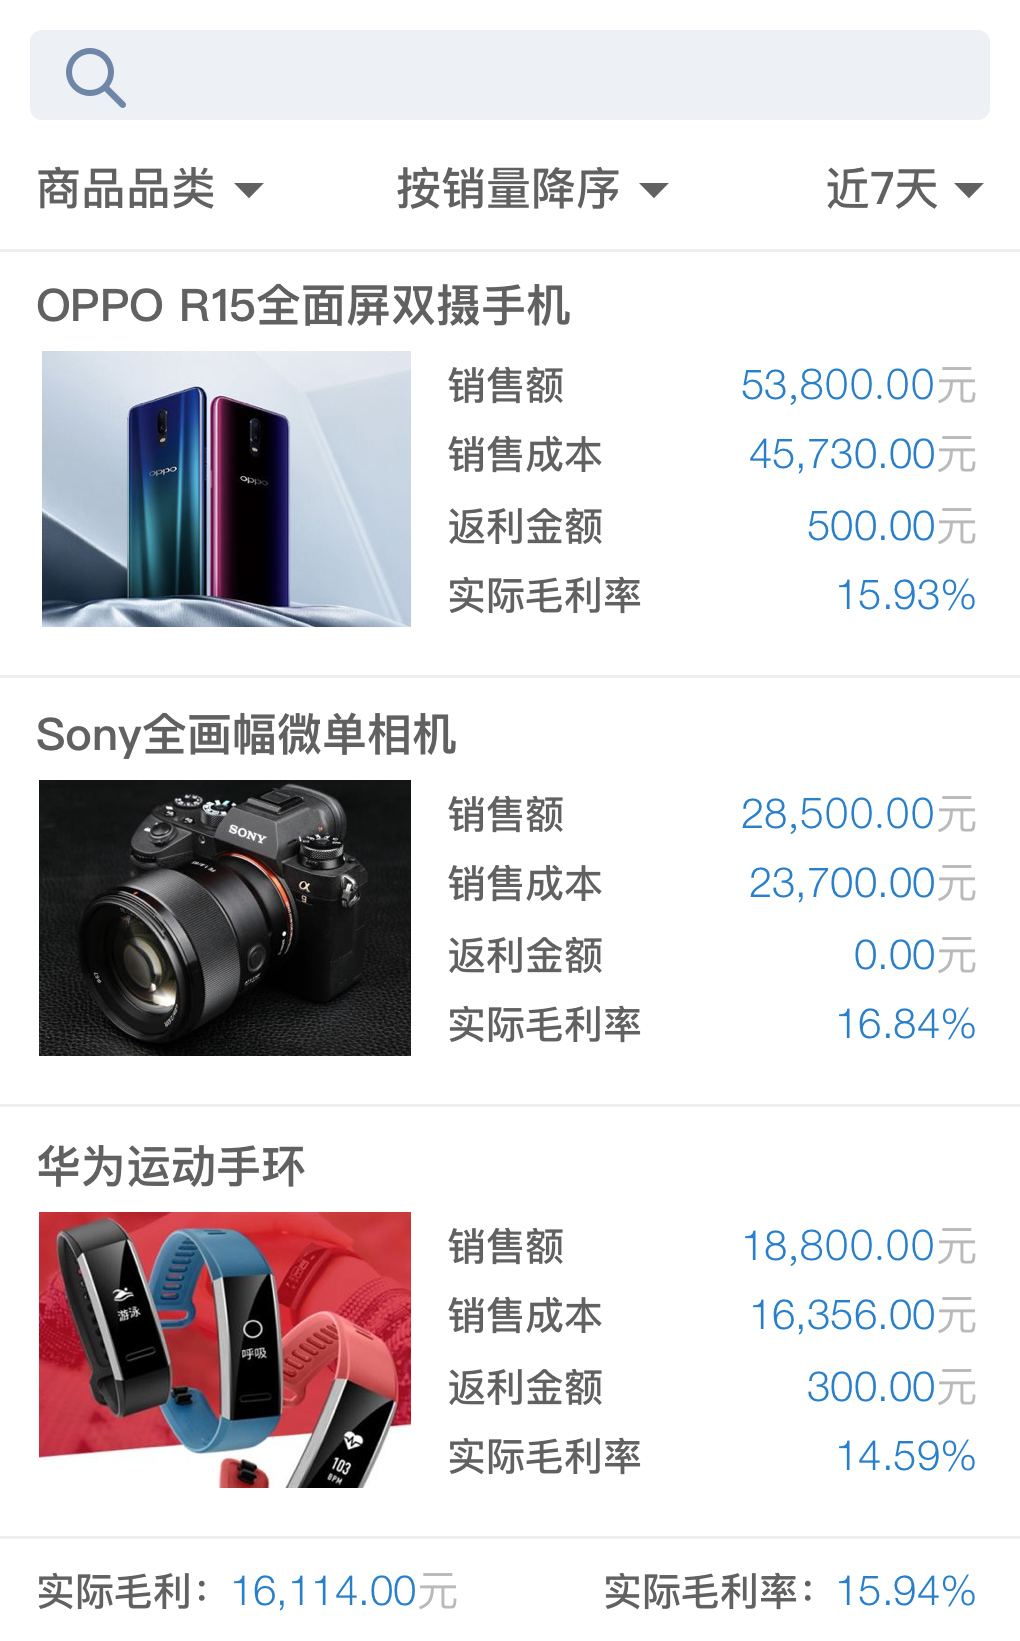 商品品类 按销量降序 近7天
OPPO R15全面屏双摄手机
oppo oppo
销售额 53,800.00元
销售成本 45,730.00元
返利金额 500.00元
实际毛利率 15.93%
Sony全画幅微单相机
SONY
α
9
销售额 28,500.00元
销售成本 23,700.00元
返利金额 0.00元
实际毛利率 16.84%
华为运动手环
游泳
呼吸
103
BPM
销售额 18,800.00元
销售成本 16,356.00元
返利金额 300.00元
实际毛利率 14.59%
实际毛利：16,114.00元 实际毛利率：15.94%